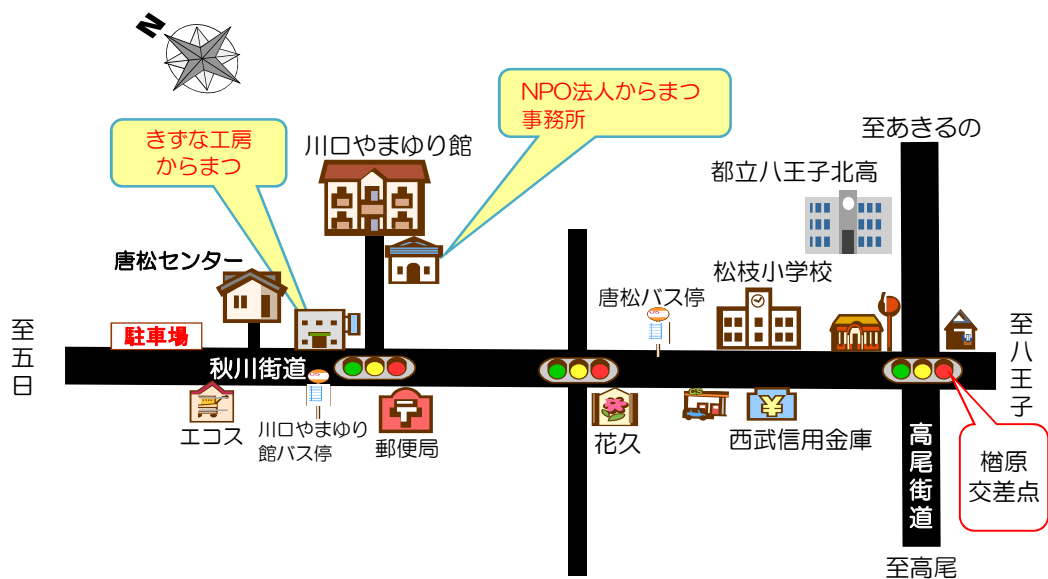 N
NPO法人からまつ
事務所
きずな工房
からまつ
川口やまゆり館
至あきるの
都立八王子北高
唐松センター
松枝小学校
唐松バス停
至五日
駐車場
秋川街道
至八王子
エコス
川口やまゆり
館バス停
郵便局
花久
西武信用金庫
高尾街道
楢原
交差点
至高尾